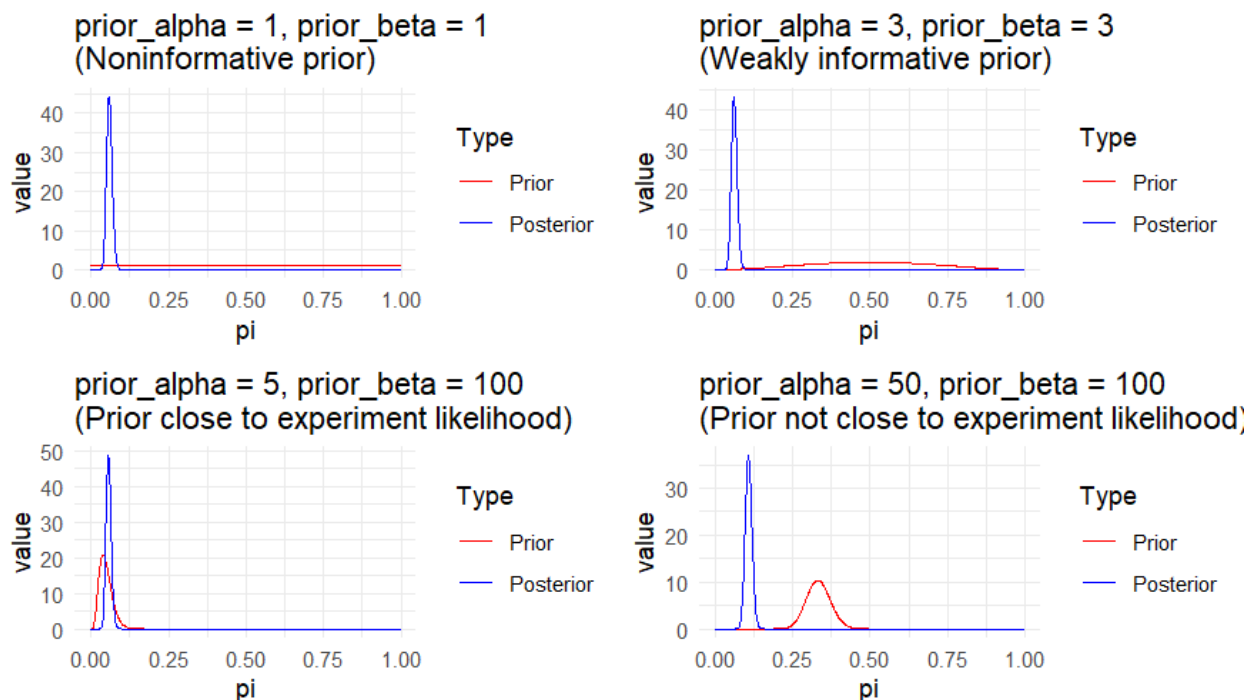 prior_alpha = 1, prior_beta = 1
(Noninformative prior)
value
40
30
20
10
0
0.00 0.25 0.50 0.75 1.00
pi
Type
Prior
Posterior
prior_alpha = 3, prior_beta = 3
(Weakly informative prior)
value
40
30
20
10
0
0.00 0.25 0.50 0.75 1.00
pi
Type
Prior
Posterior
prior_alpha = 5, prior_beta = 100
(Prior close to experiment likelihood)
value
50
40
30
20
10
0
0.00 0.25 0.50 0.75 1.00
pi
Type
Prior
Posterior
prior_alpha = 50, prior_beta = 100
(Prior not close to experiment likelihood)
value
30
20
10
0
0.00 0.25 0.50 0.75 1.00
pi
Type
Prior
Posterior